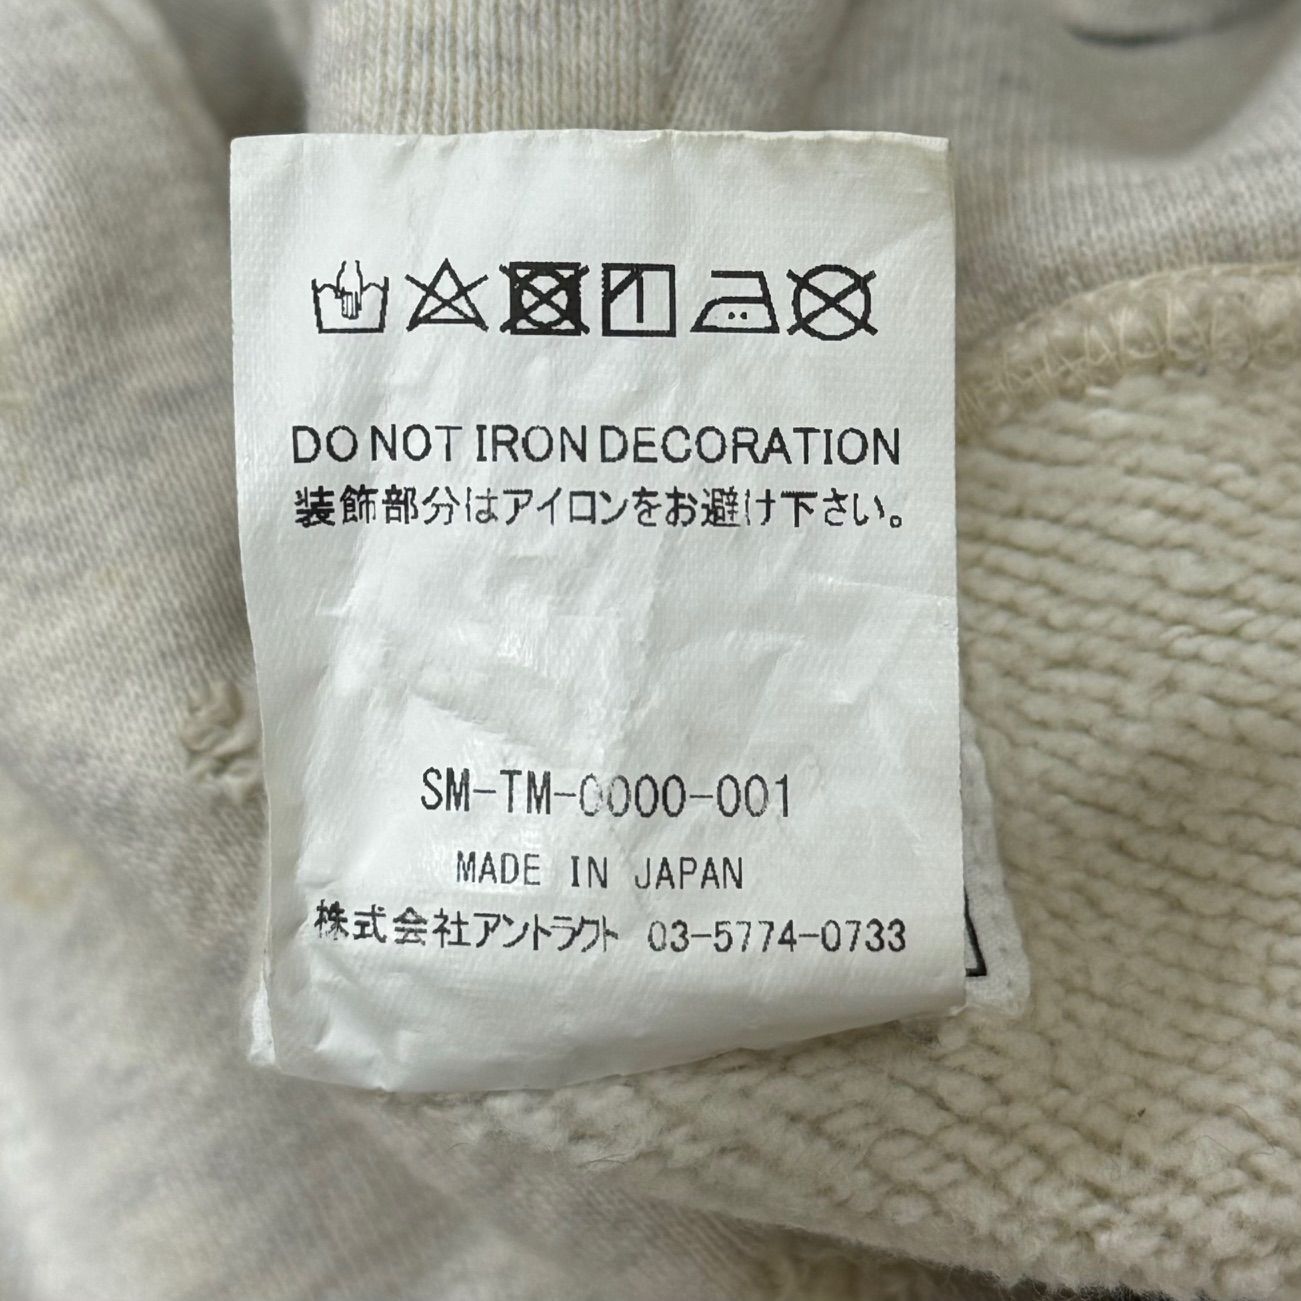 DO NOT IRON DECORATION
装飾部分はアイロンをお避け下さい。
SM-TM-0000-001
MADE IN JAPAN
株式会社アントラクト 03-5774-0733